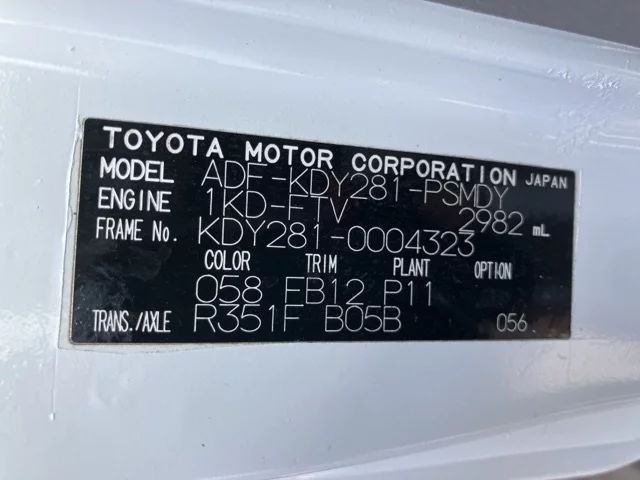 TOYOTA MOTOR CORPORATION JAPAN
MODEL ADF-KDY281-PSMDY
ENGINE 1KD-FTV 2982 mL
FRAME No. KDY281-0004323
COLOR TRIM PLANT OPTION
058 FB12 P11
TRANS./AXLE R351F B05B 056